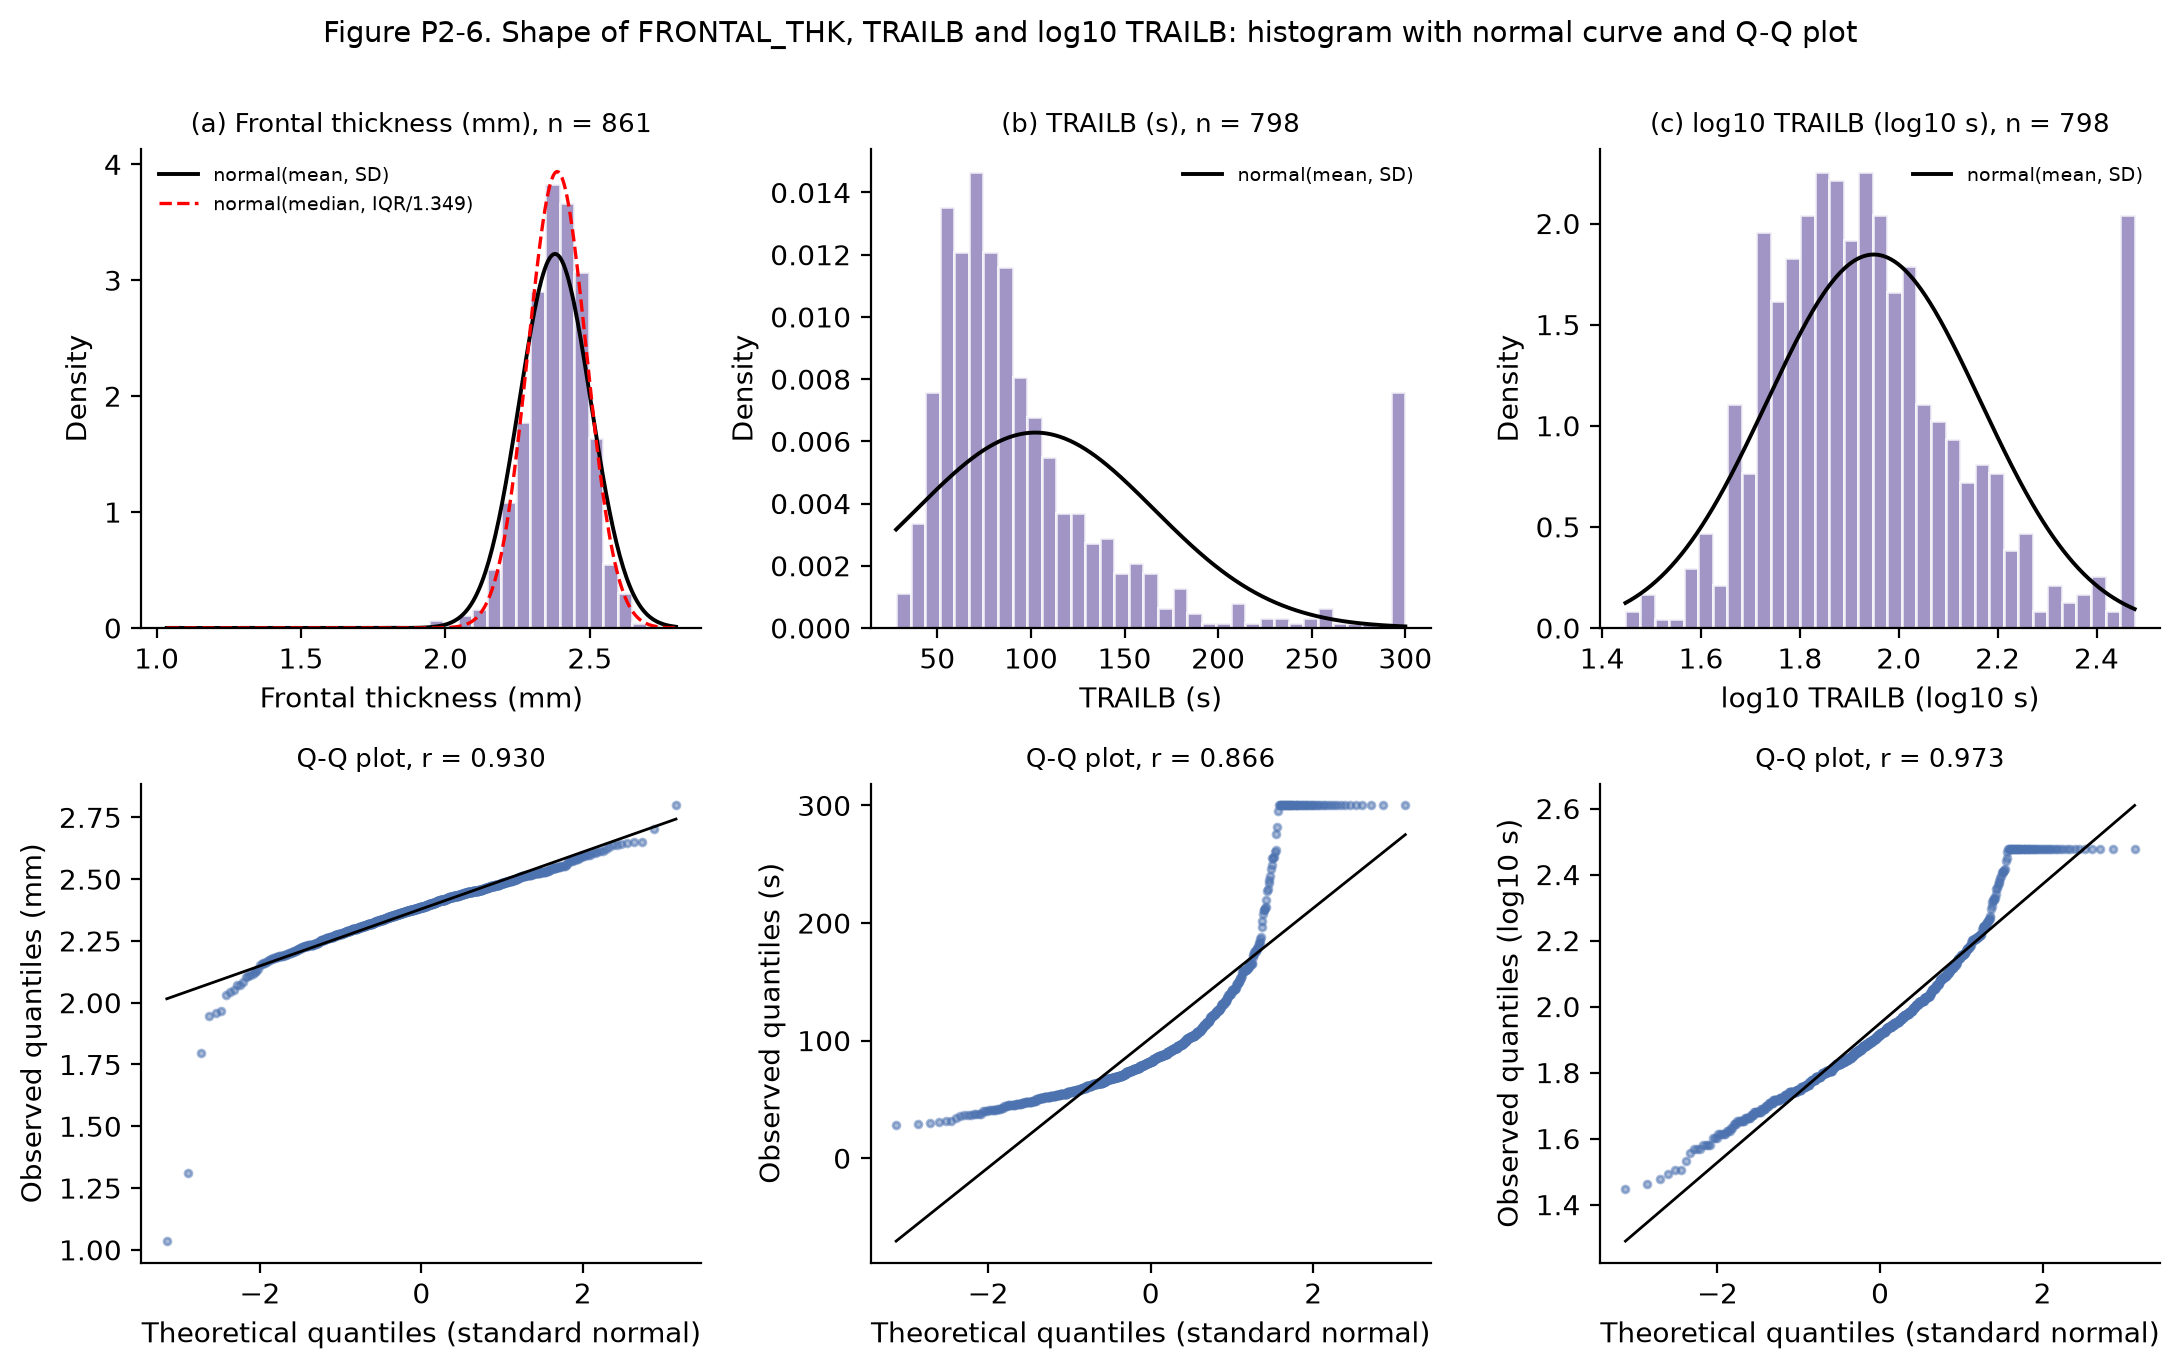 Figure P2-6. Shape of FRONTAL_THK, TRAILB and log10 TRAILB: histogram with normal curve and Q-Q plot
(a) Frontal thickness (mm), n = 861
normal(mean, SD)
normal(median, IQR/1.349)
4
3
2
1
0
Density
1.0 1.5 2.0 2.5
Frontal thickness (mm)
(b) TRAILB (s), n = 798
normal(mean, SD)
0.014
0.012
0.010
0.008
0.006
0.004
0.002
0.000
Density
50 100 150 200 250 300
TRAILB (s)
(c) log10 TRAILB (log10 s), n = 798
normal(mean, SD)
2.0
1.5
1.0
0.5
0.0
Density
1.4 1.6 1.8 2.0 2.2 2.4
log10 TRAILB (log10 s)
Q-Q plot, r = 0.930
2.75
2.50
2.25
2.00
1.75
1.50
1.25
1.00
Observed quantiles (mm)
−2 0 2
Theoretical quantiles (standard normal)
Q-Q plot, r = 0.866
300
200
100
0
Observed quantiles (s)
−2 0 2
Theoretical quantiles (standard normal)
Q-Q plot, r = 0.973
2.6
2.4
2.2
2.0
1.8
1.6
1.4
Observed quantiles (log10 s)
−2 0 2
Theoretical quantiles (standard normal)